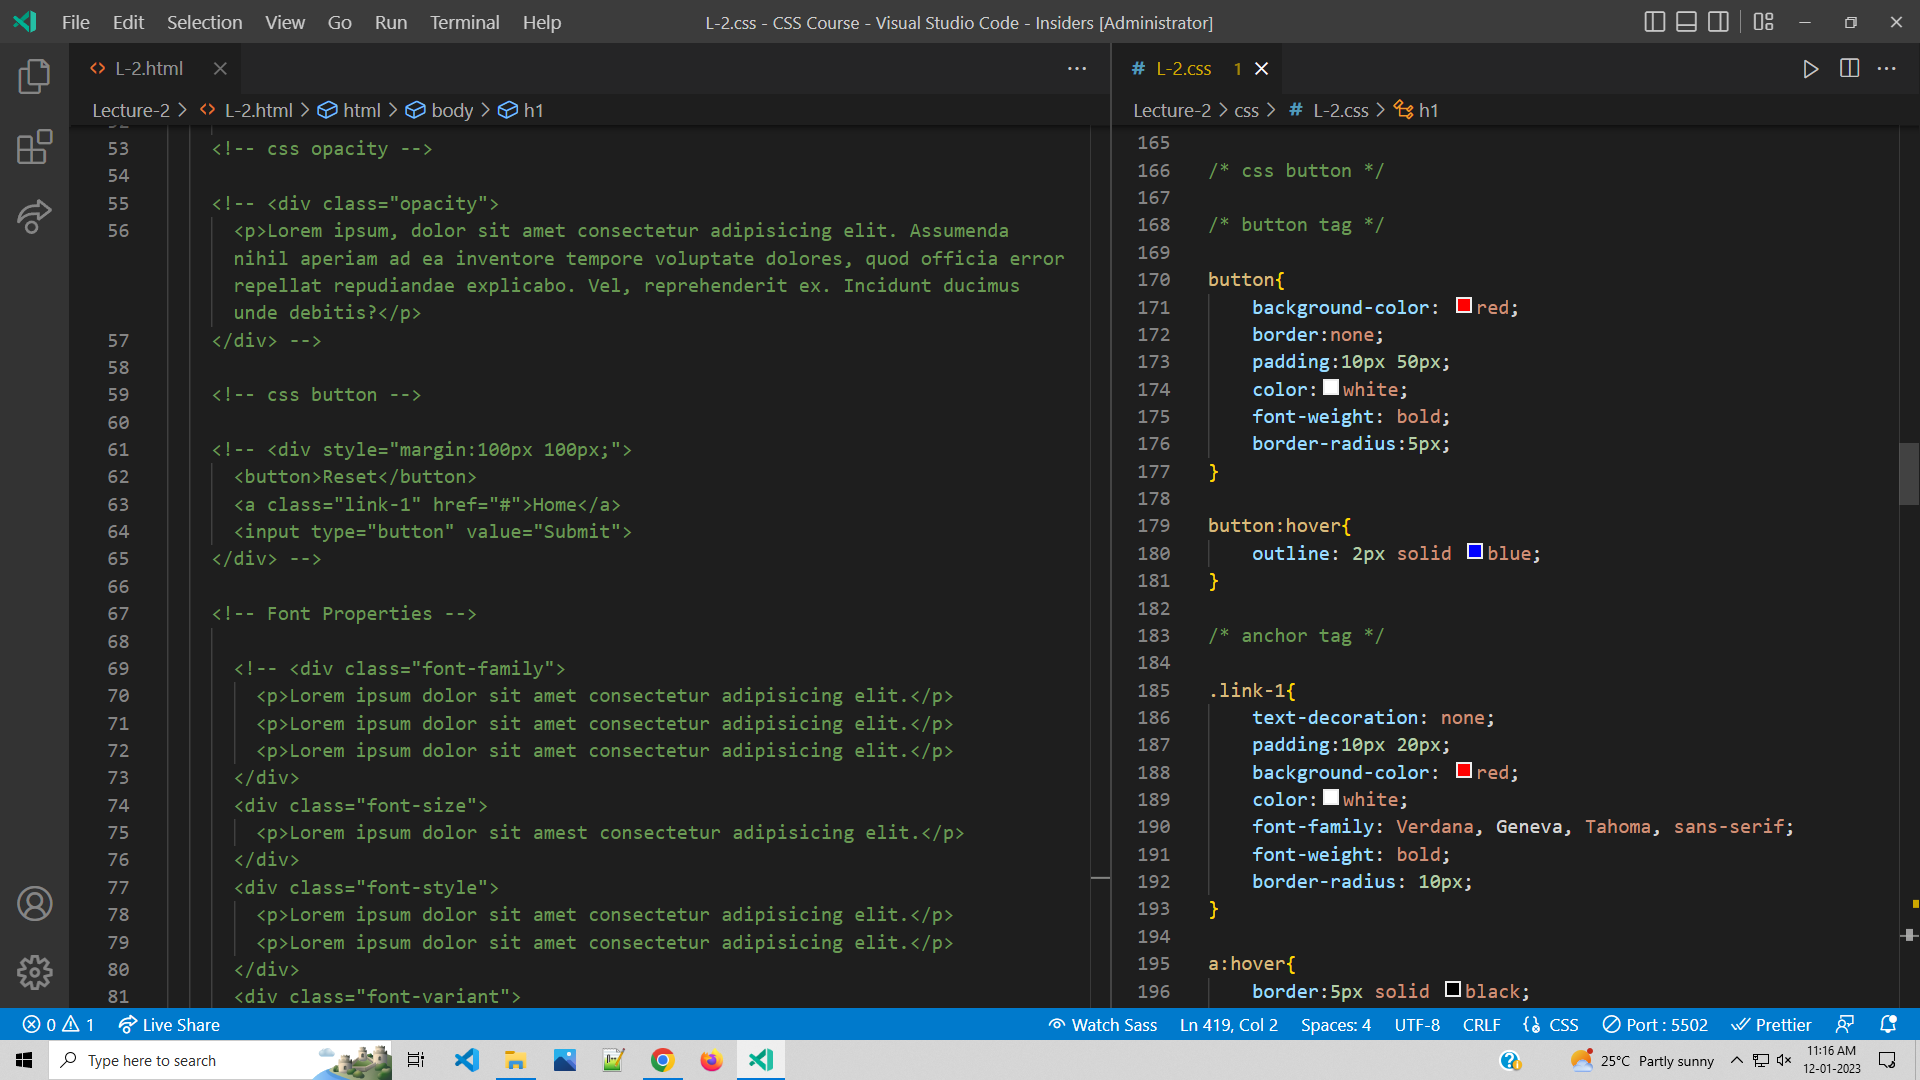 File Edit Selection View Go Run Terminal Help
L-2.css - CSS Course - Visual Studio Code - Insiders [Administrator]
L-2.html
Lecture-2 > L-2.html > html > body > h1
53 <!-- css opacity -->
54
55 <!-- <div class="opacity">
56 <p>Lorem ipsum, dolor sit amet consectetur adipisicing elit. Assumenda
nihil aperiam ad ea inventore tempore voluptate dolores, quod officia error
repellat repudiandae explicabo. Vel, reprehenderit ex. Incidunt ducimus
unde debitis?</p>
57 </div> -->
58
59 <!-- css button -->
60
61 <!-- <div style="margin:100px 100px;">
62 <button>Reset</button>
63 <a class="link-1" href="#">Home</a>
64 <input type="button" value="Submit">
65 </div> -->
66
67 <!-- Font Properties -->
68
69 <!-- <div class="font-family">
70 <p>Lorem ipsum dolor sit amet consectetur adipisicing elit.</p>
71 <p>Lorem ipsum dolor sit amet consectetur adipisicing elit.</p>
72 <p>Lorem ipsum dolor sit amet consectetur adipisicing elit.</p>
73 </div>
74 <div class="font-size">
75 <p>Lorem ipsum dolor sit amest consectetur adipisicing elit.</p>
76 </div>
77 <div class="font-style">
78 <p>Lorem ipsum dolor sit amet consectetur adipisicing elit.</p>
79 <p>Lorem ipsum dolor sit amet consectetur adipisicing elit.</p>
80 </div>
81 <div class="font-variant">
# L-2.css 1
Lecture-2 > css > # L-2.css > h1
165
166 /* css button */
167
168 /* button tag */
169
170 button{
171 background-color: red;
172 border:none;
173 padding:10px 50px;
174 color:white;
175 font-weight: bold;
176 border-radius:5px;
177 }
178
179 button:hover{
180 outline: 2px solid blue;
181 }
182
183 /* anchor tag */
184
185 .link-1{
186 text-decoration: none;
187 padding:10px 20px;
188 background-color: red;
189 color:white;
190 font-family: Verdana, Geneva, Tahoma, sans-serif;
191 font-weight: bold;
192 border-radius: 10px;
193 }
194
195 a:hover{
196 border:5px solid black;
0 1 Live Share Watch Sass Ln 419, Col 2 Spaces: 4 UTF-8 CRLF CSS Port : 5502 Prettier
Type here to search
25°C Partly sunny
11:16 AM
12-01-2023